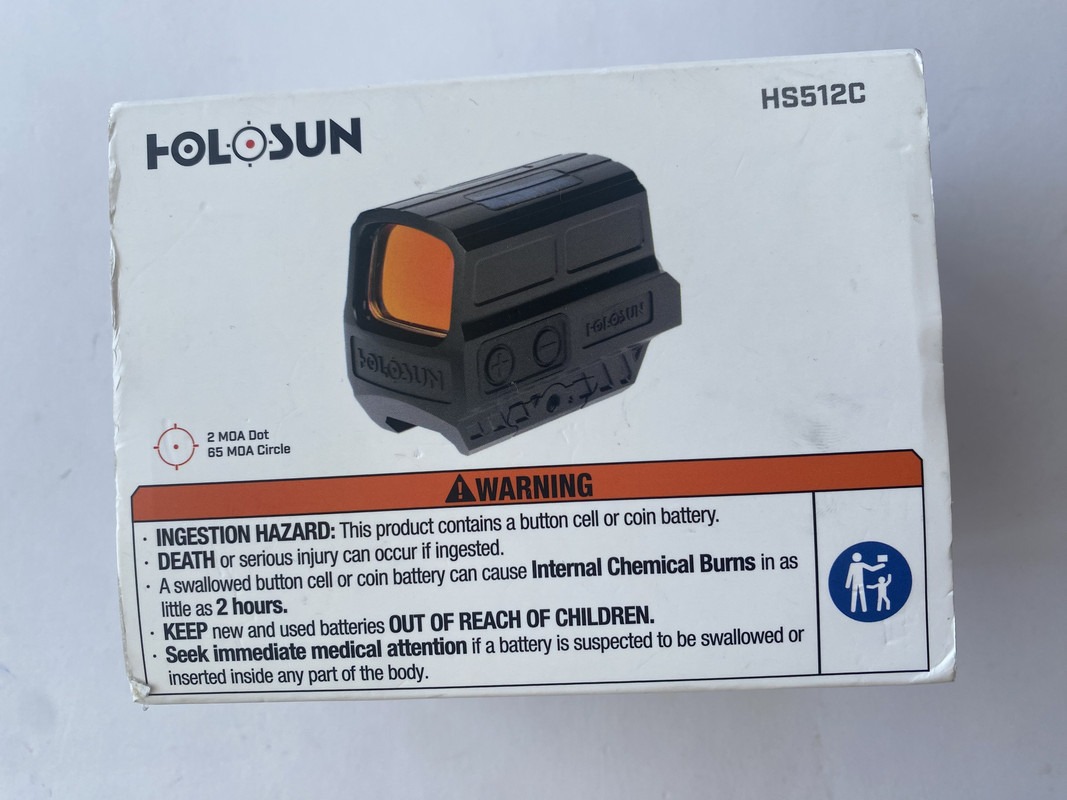 HOLOSUN
HS512C
HOLOSUN
HOLOSUN
2 MOA Dot
65 MOA Circle
WARNING
· INGESTION HAZARD: This product contains a button cell or coin battery.
· DEATH or serious injury can occur if ingested.
· A swallowed button cell or coin battery can cause Internal Chemical Burns in as
little as 2 hours.
· KEEP new and used batteries OUT OF REACH OF CHILDREN.
· Seek immediate medical attention if a battery is suspected to be swallowed or
inserted inside any part of the body.